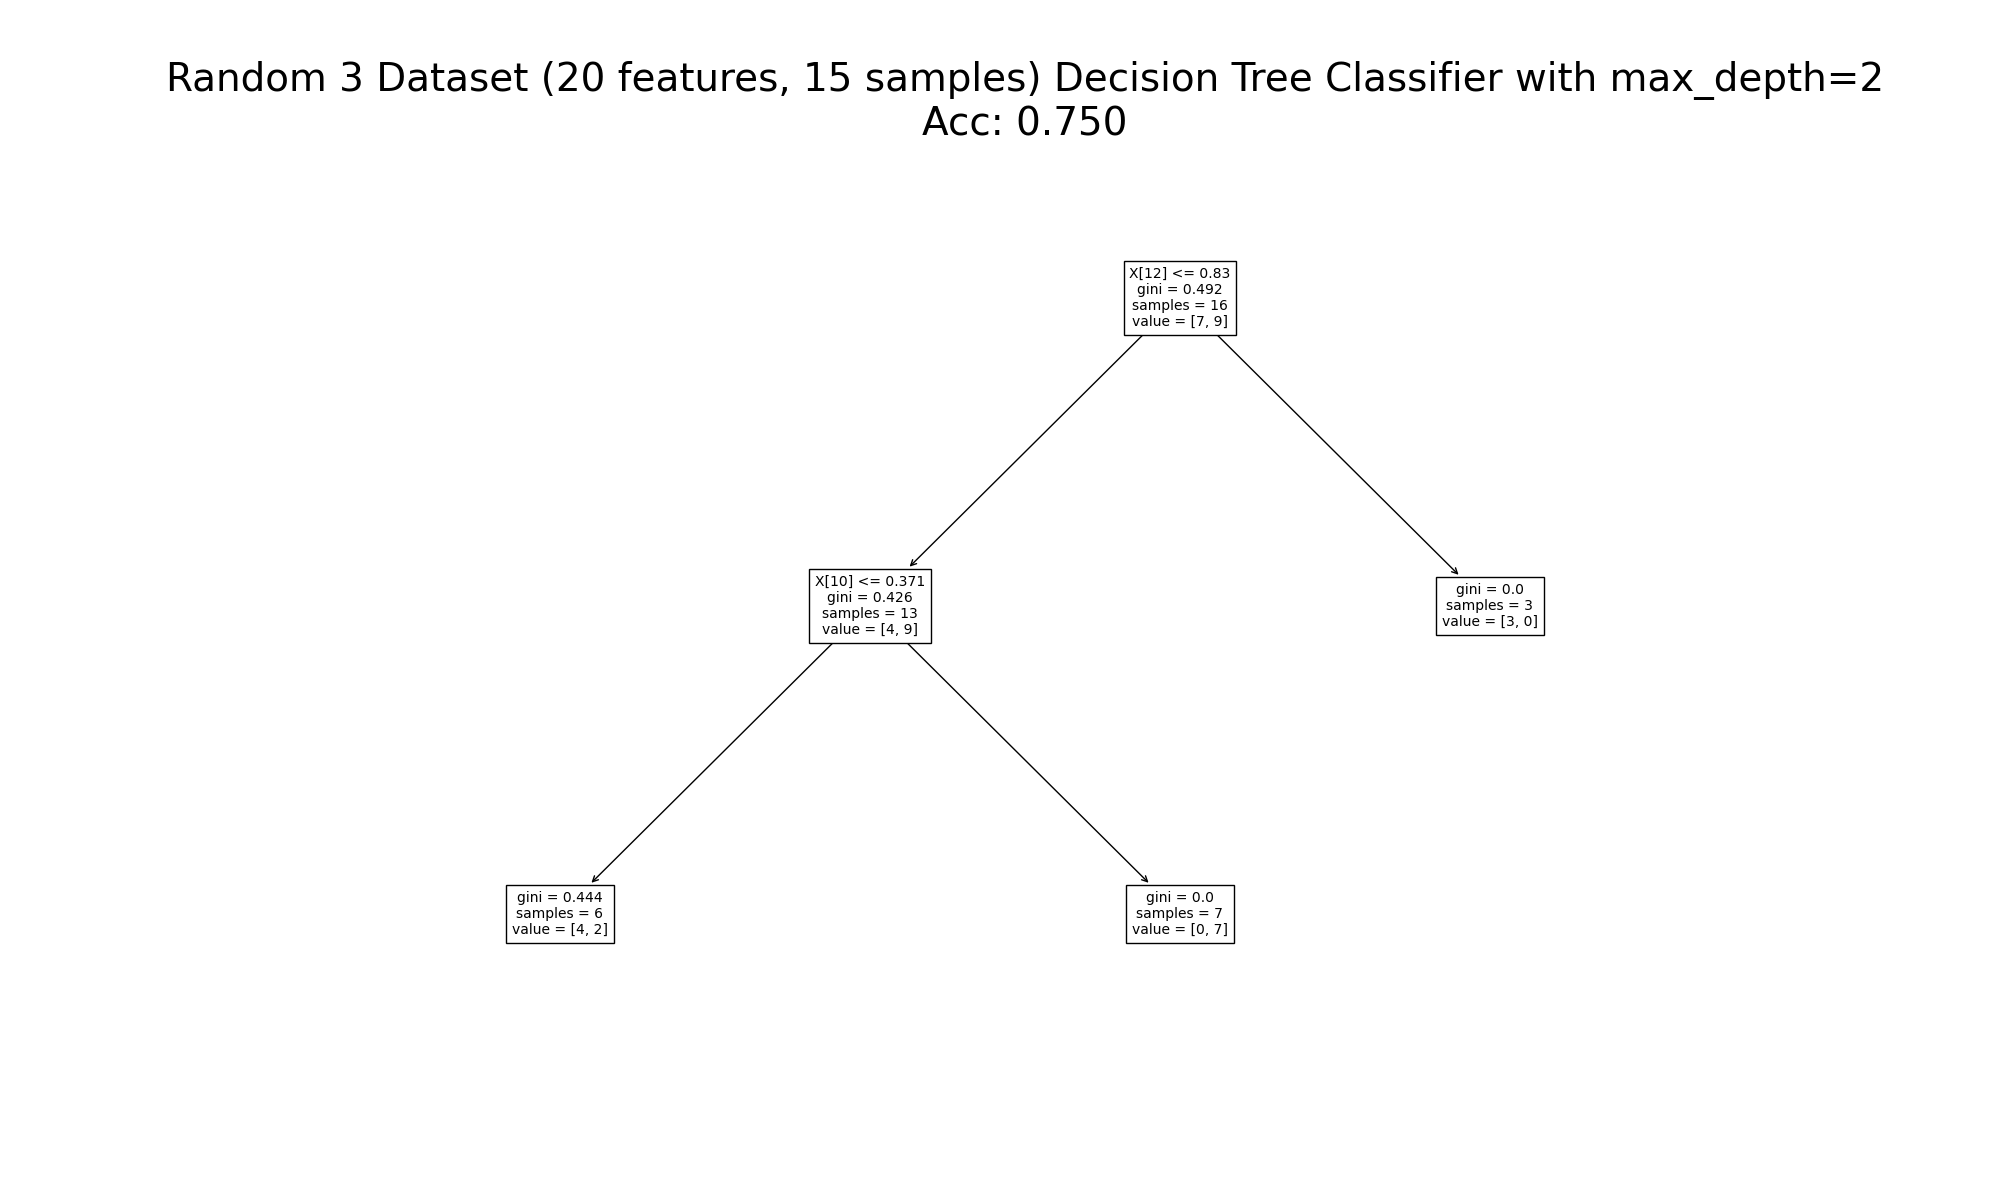 Random 3 Dataset (20 features, 15 samples) Decision Tree Classifier with max_depth=2
Acc: 0.750
X[12] <= 0.83
gini = 0.492
samples = 16
value = [7, 9]
X[10] <= 0.371
gini = 0.426
samples = 13
value = [4, 9]
gini = 0.0
samples = 3
value = [3, 0]
gini = 0.444
samples = 6
value = [4, 2]
gini = 0.0
samples = 7
value = [0, 7]